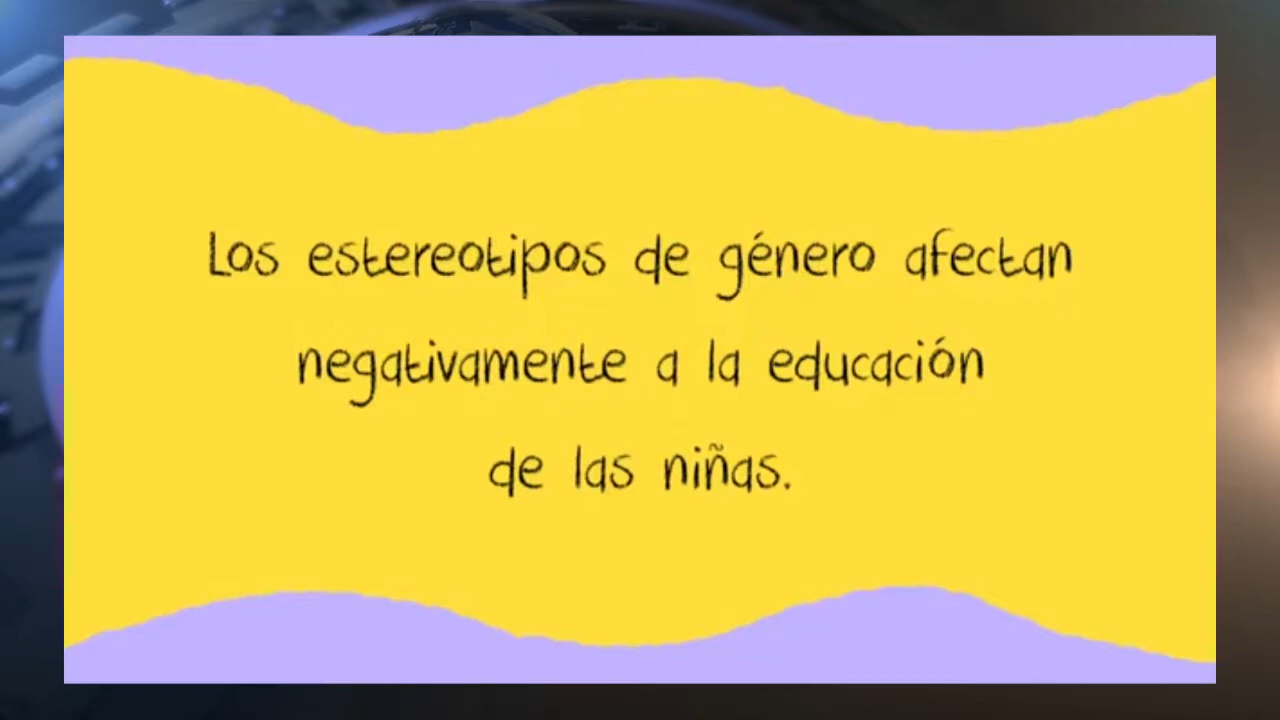 Los estereotipos de género afectan
negativamente a la educación
de las niñas.